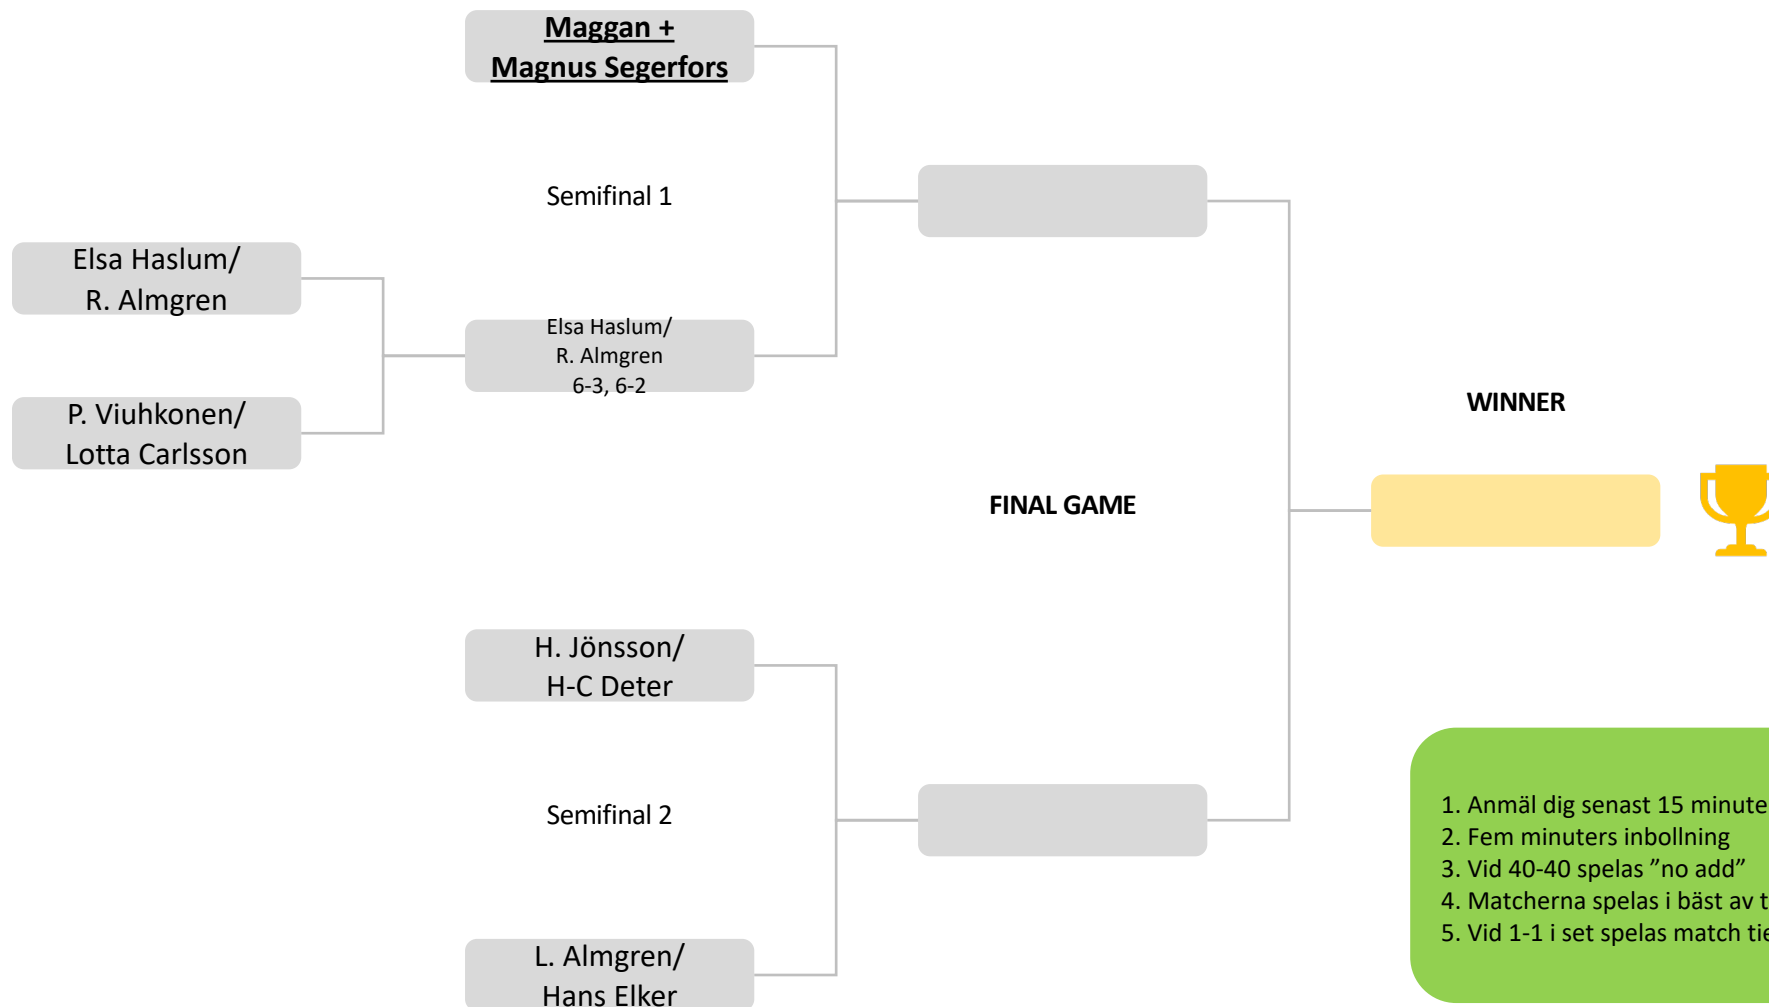 Maggan +
Magnus Segerfors
Semifinal 1
Elsa Haslum/
R. Almgren
Elsa Haslum/
R. Almgren
6-3, 6-2
P. Viuhkonen/
Lotta Carlsson
WINNER
FINAL GAME
H. Jönsson/
H-C Deter
Semifinal 2
L. Almgren/
Hans Elker
1. Anmäl dig senast 15 minute
2. Fem minuters inbollning
3. Vid 40-40 spelas ”no add”
4. Matcherna spelas i bäst av t
5. Vid 1-1 i set spelas match tie